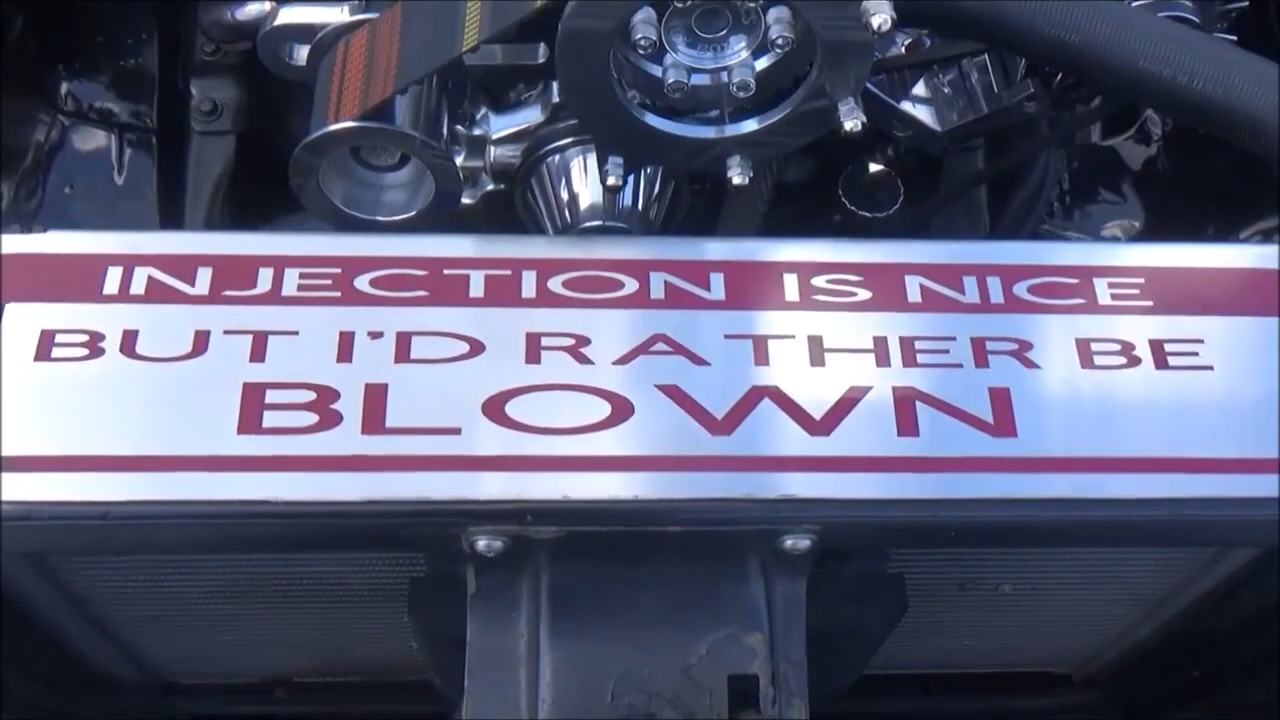 INJECTION IS NICE
BUT I'D RATHER BE
BLOWN